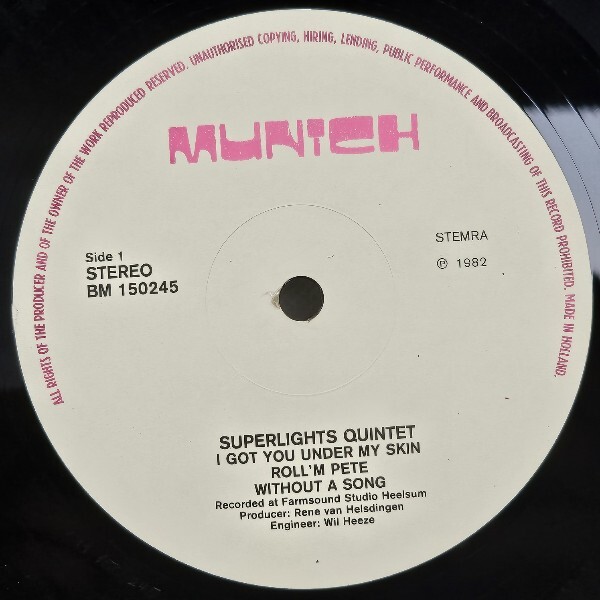 ALL RIGHTS OF THE PRODUCER AND OF THE OWNER OF THE WORK REPRODUCED RESERVED. UNAUTHORISED COPYING, HIRING, LENDING, PUBLIC PERFORMANCE AND BROADCASTING OF THIS RECORD PROHIBITED. MADE IN HOLLAND.
MUNICH
Side 1
STEREO
BM 150245
STEMRA
℗ 1982
SUPERLIGHTS QUINTET
I GOT YOU UNDER MY SKIN
ROLL'M PETE
WITHOUT A SONG
Recorded at Farmsound Studio Heelsum
Producer: Rene van Helsdingen
Engineer: Wil Heeze